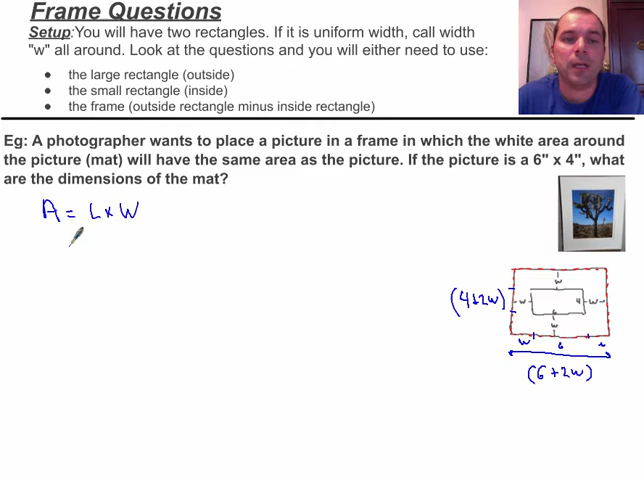 Frame Questions
Setup:You will have two rectangles. If it is uniform width, call width
"w" all around. Look at the questions and you will either need to use:
• the large rectangle (outside)
• the small rectangle (inside)
• the frame (outside rectangle minus inside rectangle)
Eg: A photographer wants to place a picture in a frame in which the white area around
the picture (mat) will have the same area as the picture. If the picture is a 6" x 4", what
are the dimensions of the mat?
A = L x W
w
(4+2w)
w
4
w
6
w
w
6
(6+2w)